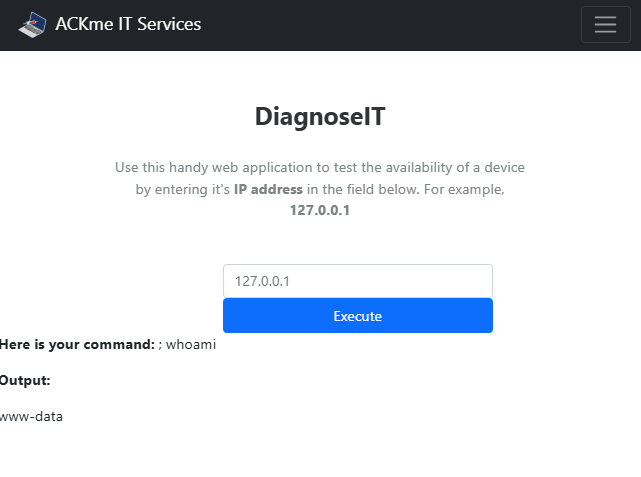 ACKme IT Services
DiagnoseIT
Use this handy web application to test the availability of a device
by entering it's IP address in the field below. For example,
127.0.0.1
127.0.0.1
Execute
Here is your command: ; whoami
Output:
www-data